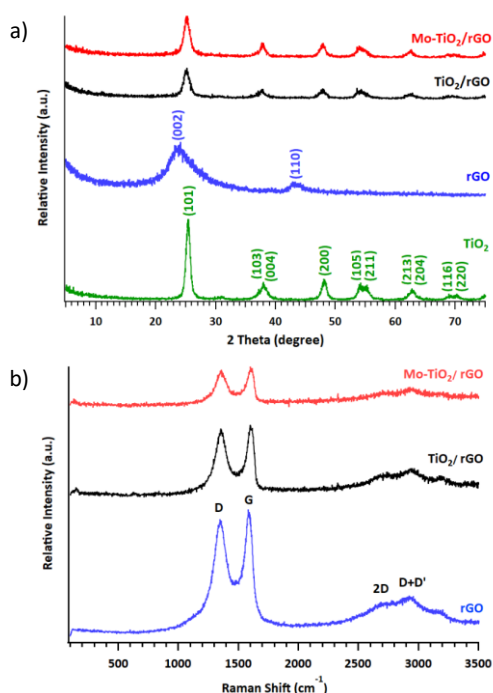 a)
Relative Intensity (a.u.)
Mo-TiO₂/rGO
TiO₂/rGO
(002)
(110)
rGO
(101)
(103)
(004)
(200)
(105)
(211)
(213)
(204)
(116)
(220)
TiO₂
10 20 30 40 50 60 70
2 Theta (degree)
b)
Relative Intensity (a.u.)
Mo-TiO₂/ rGO
TiO₂/ rGO
D
G
2D
D+D'
rGO
500 1000 1500 2000 2500 3000 3500
Raman Shift (cm⁻¹)